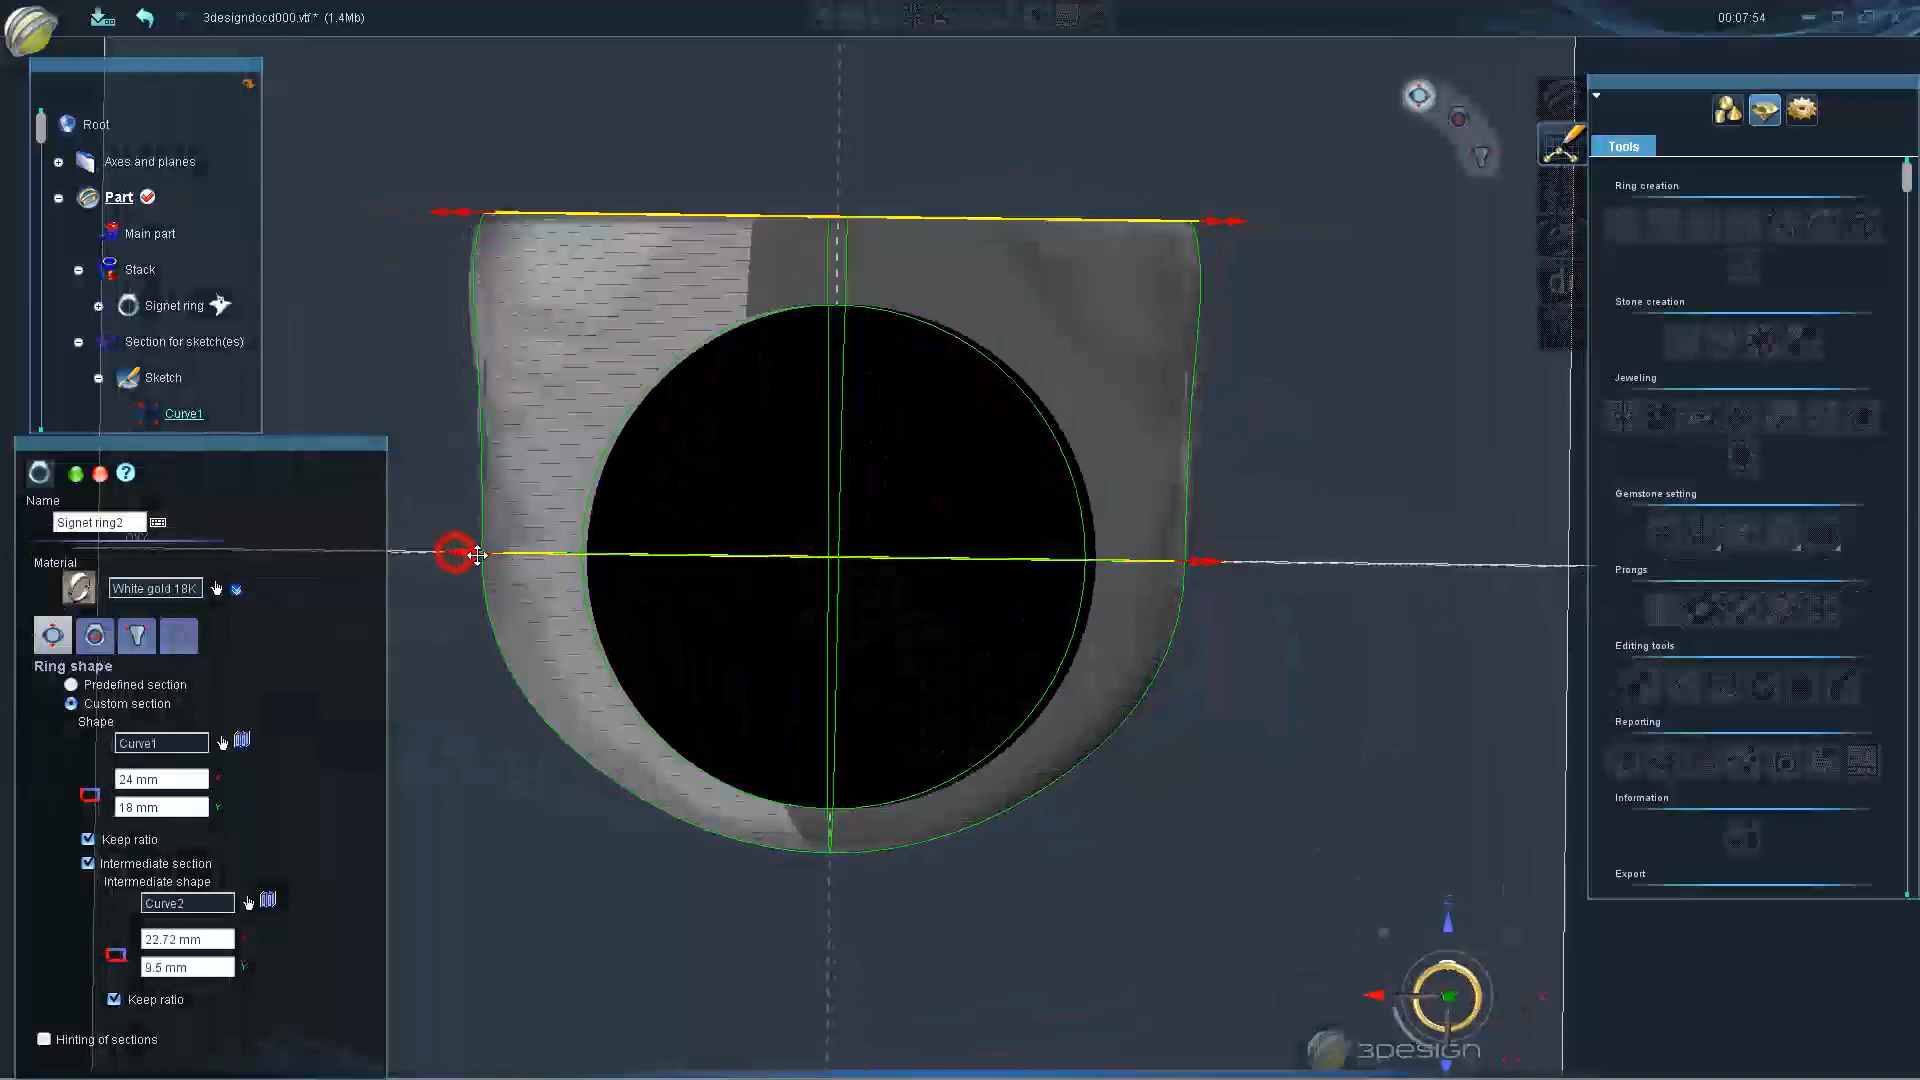 3designdocd000.vtf * (1.4Mb)
00:07:54
Root
Axes and planes
Part
Main part
Stack
Signet ring
Section for sketch(es)
Sketch
Curve1
Name
Signet ring2
Material
White gold 18K
Ring shape
Predefined section
Custom section
Shape
Curve1
24 mm
18 mm
Keep ratio
Intermediate section
Intermediate shape
Curve2
22.72 mm
9.5 mm
Keep ratio
Hinting of sections
Tools
Ring creation
Stone creation
Jeweling
Gemstone setting
Prongs
Editing tools
Reporting
Information
Export
3DESIGN